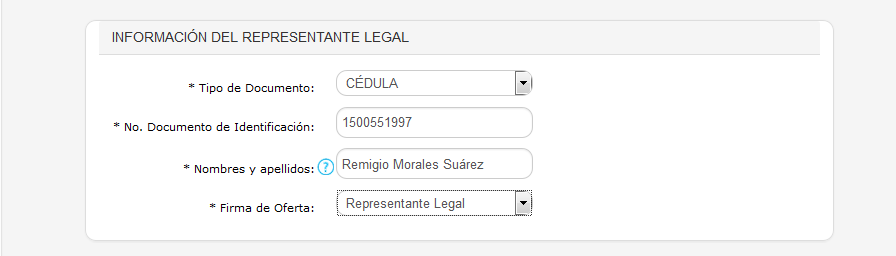 INFORMACIÓN DEL REPRESENTANTE LEGAL
* Tipo de Documento: CÉDULA
* No. Documento de Identificación: 1500551997
* Nombres y apellidos: ? Remigio Morales Suárez
* Firma de Oferta: Representante Legal